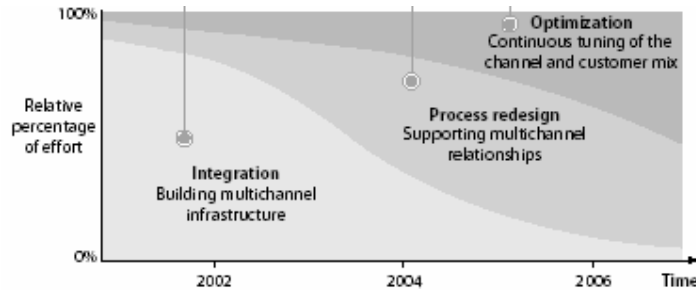 100%
Optimization
Continuous tuning of the
channel and customer mix
Relative
percentage
of effort
Process redesign
Supporting multichannel
relationships
Integration
Building multichannel
infrastructure
0%
2002
2004
2006
Time